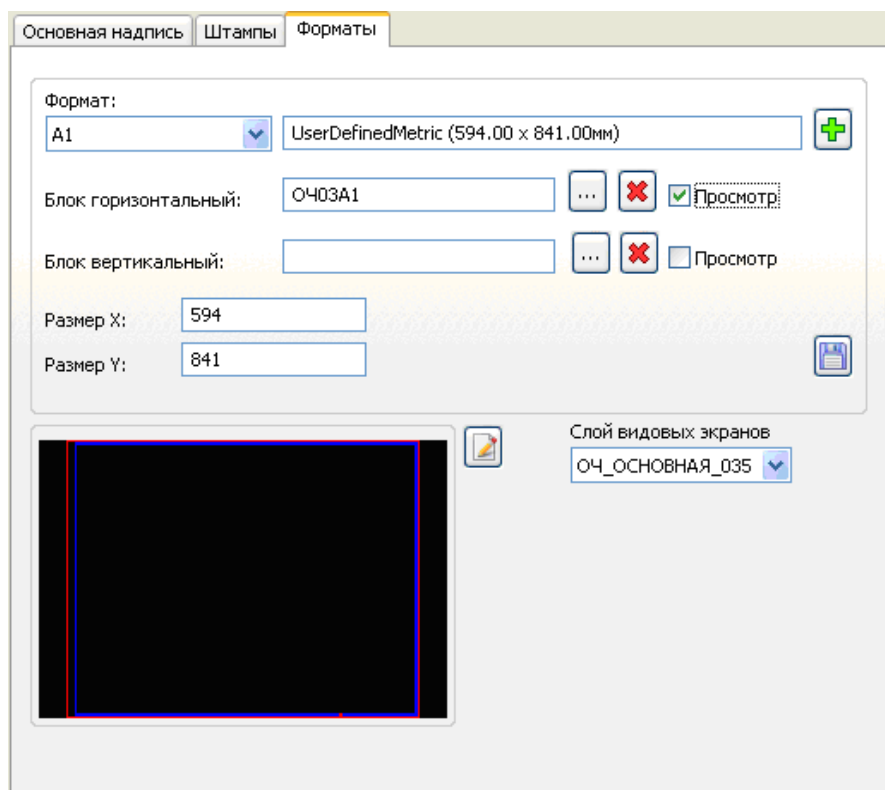 Основная надпись Штампы Форматы
Формат:
A1 UserDefinedMetric (594.00 x 841.00мм)
Блок горизонтальный: ОЧ03А1 ... Просмотр
Блок вертикальный: ... Просмотр
Размер X: 594
Размер Y: 841
Слой видовых экранов
ОЧ_ОСНОВНАЯ_035